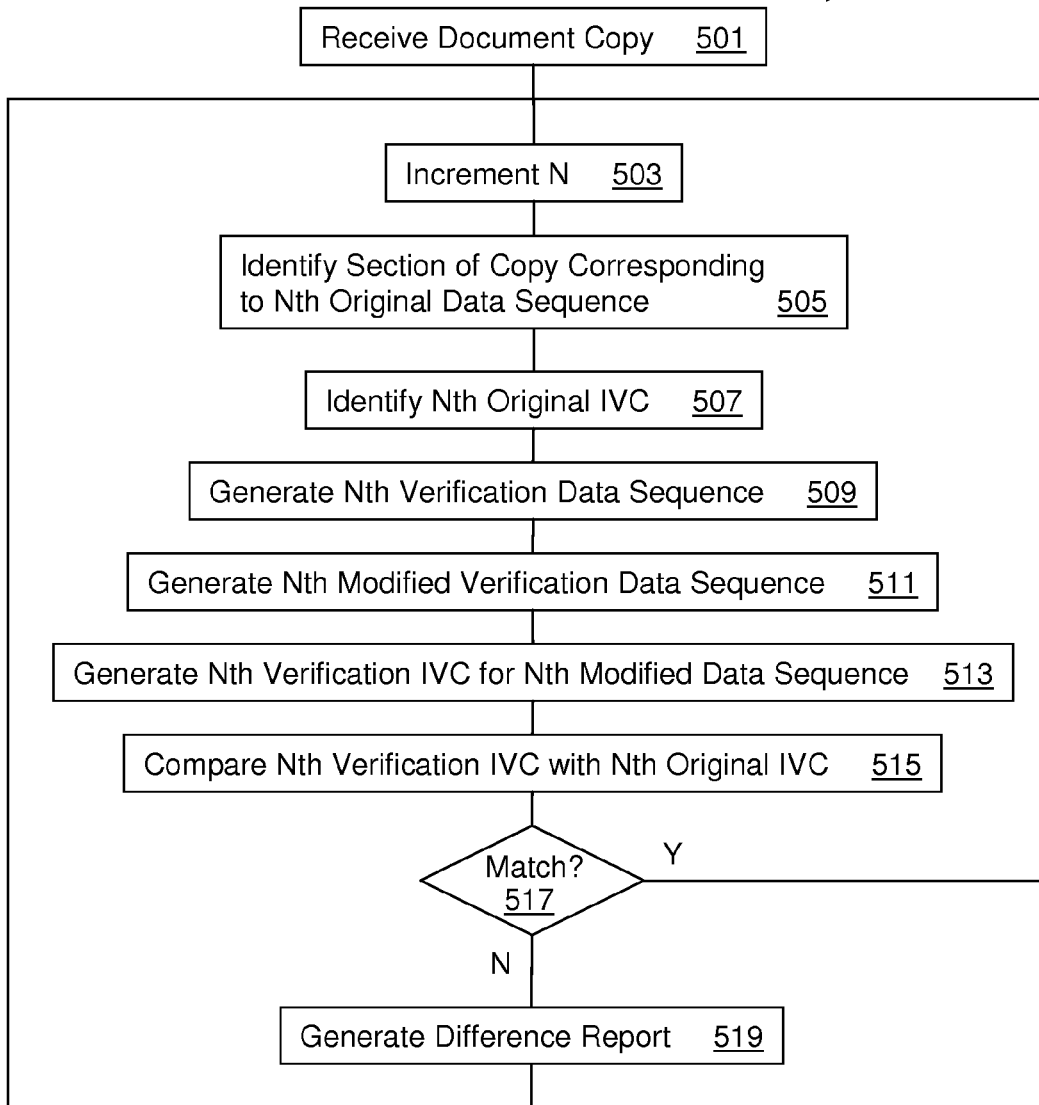 Receive Document Copy 501
Increment N 503
Identify Section of Copy Corresponding
to Nth Original Data Sequence 505
Identify Nth Original IVC 507
Generate Nth Verification Data Sequence 509
Generate Nth Modified Verification Data Sequence 511
Generate Nth Verification IVC for Nth Modified Data Sequence 513
Compare Nth Verification IVC with Nth Original IVC 515
Match?
517
Y
N
Generate Difference Report 519